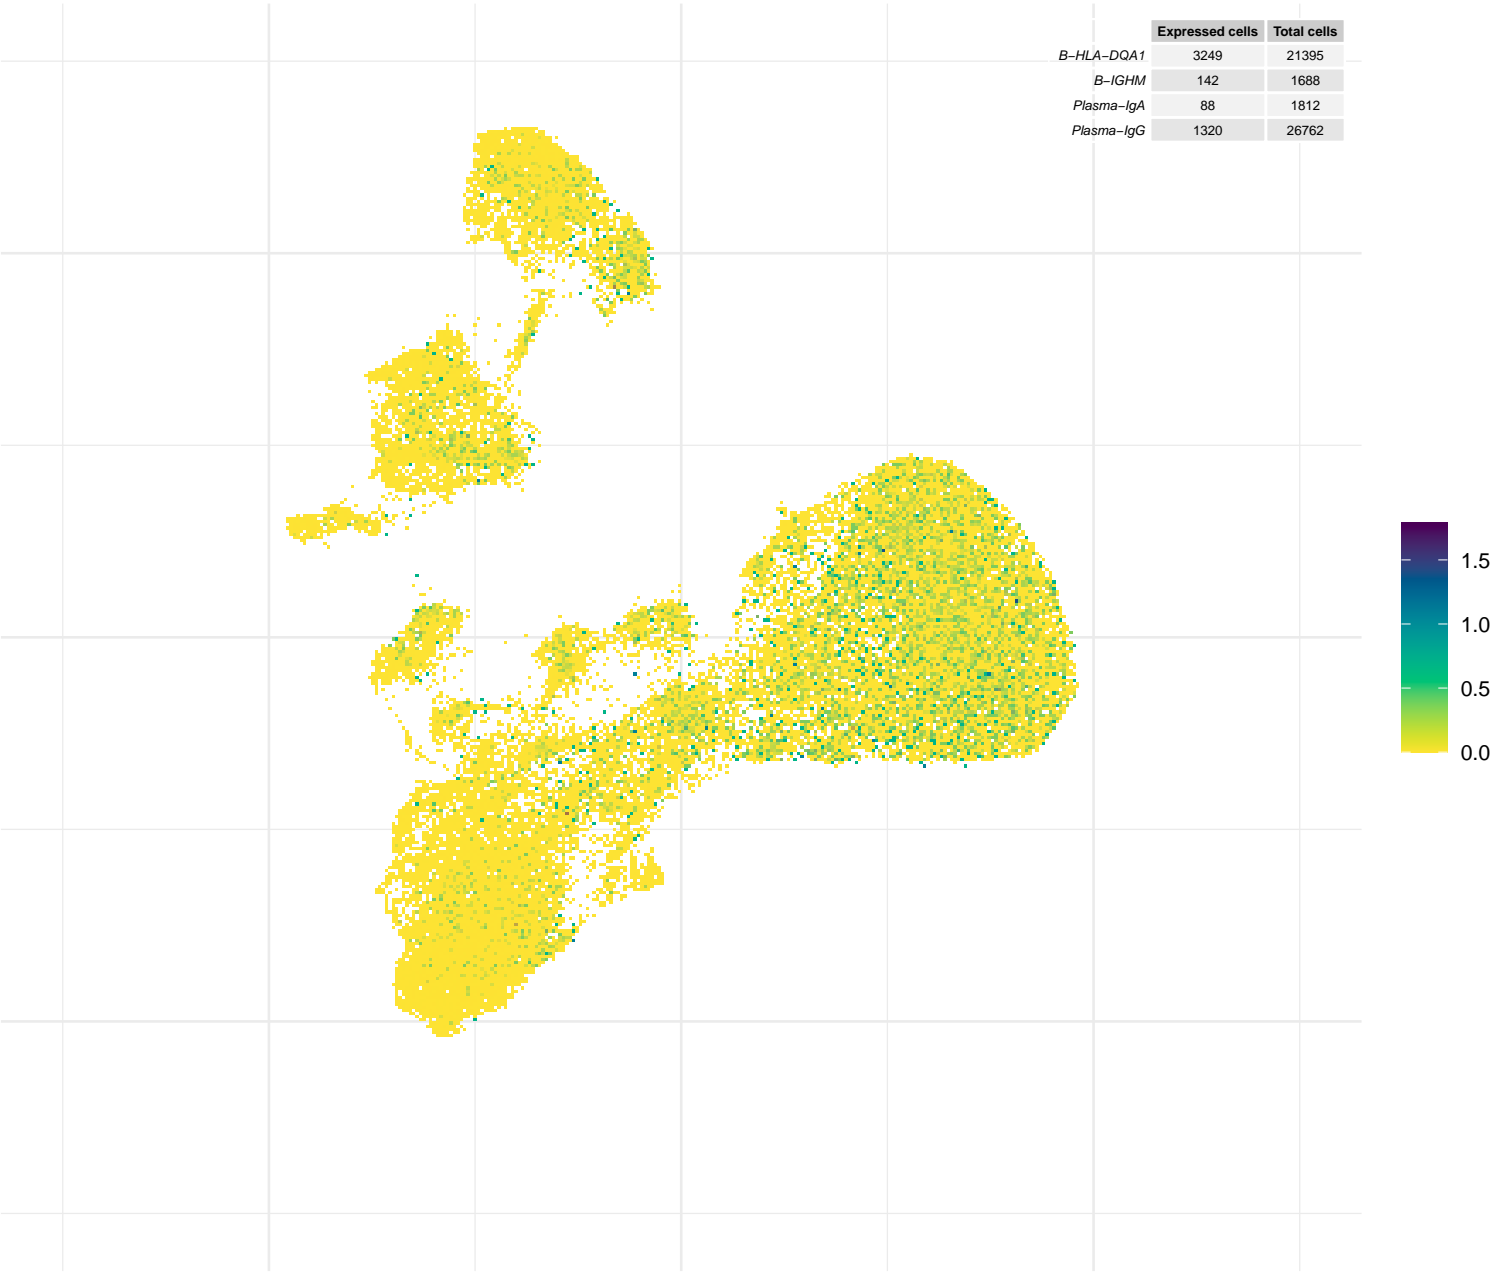 Expressed cells Total cells
B-HLA-DQA1 3249 21395
B-IGHM 142 1688
Plasma-IgA 88 1812
Plasma-IgG 1320 26762
1.5
1.0
0.5
0.0